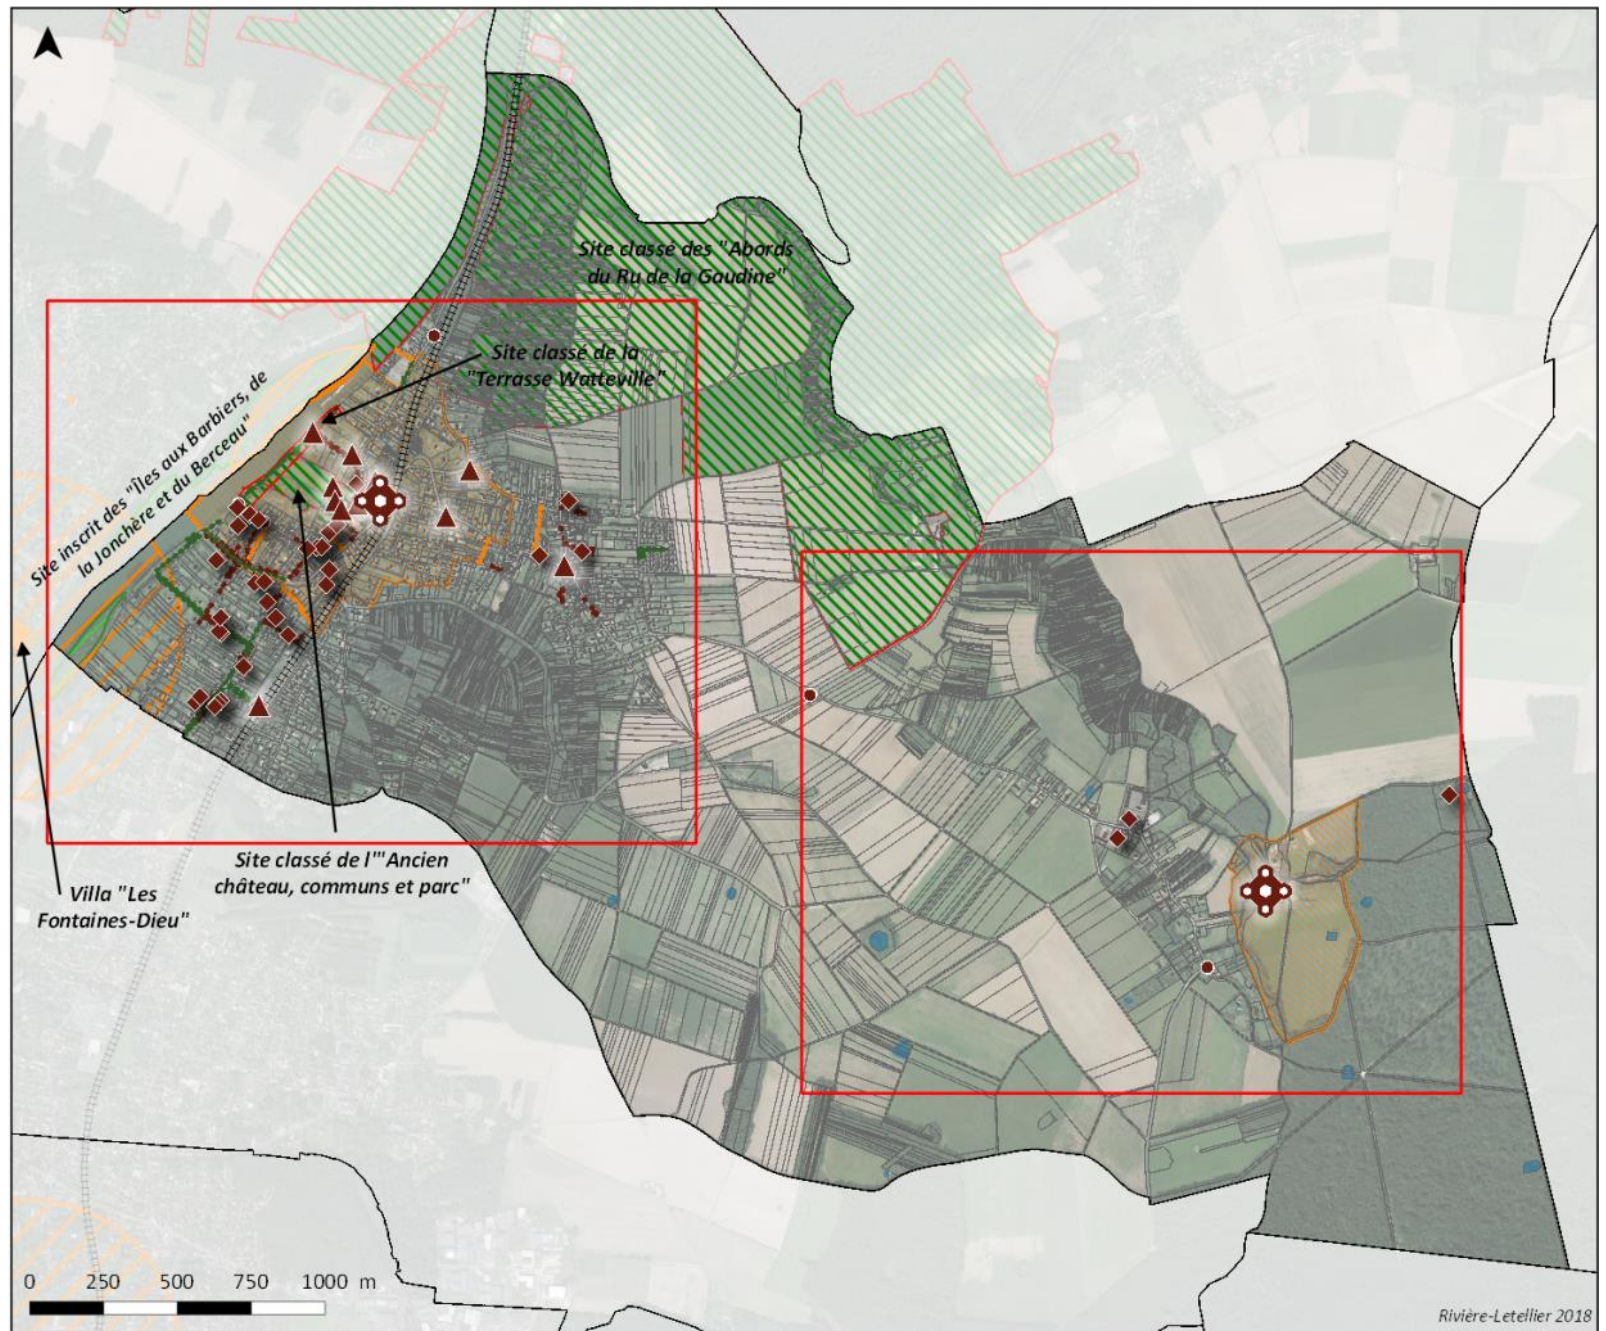 Site classé des "Abords
du Ru de la Gaudine"
Site classé de la
"Terrasse Watteville"
Site inscrit des "Îles aux Barbiers, de
la Jonchère et du Berceau"
Site classé de l'"Ancien
château, communs et parc"
Villa "Les
Fontaines-Dieu"
0 250 500 750 1000 m
Rivière-Letellier 2018